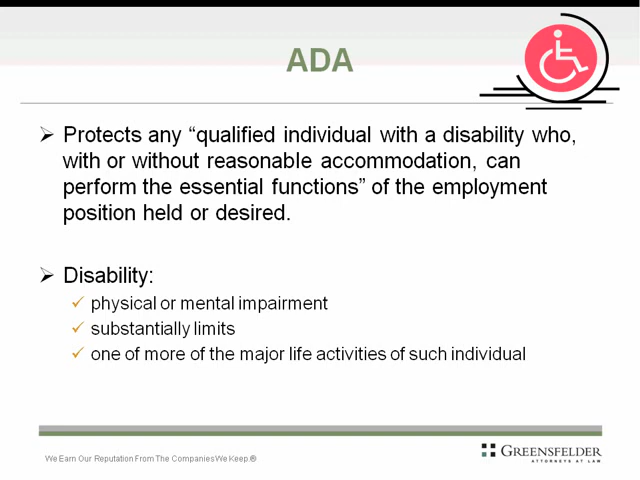 ADA
Protects any “qualified individual with a disability who,
with or without reasonable accommodation, can
perform the essential functions” of the employment
position held or desired.
Disability:
physical or mental impairment
substantially limits
one of more of the major life activities of such individual
We Earn Our Reputation From The Companies We Keep.®
GREENSFELDER
ATTORNEYS AT LAW